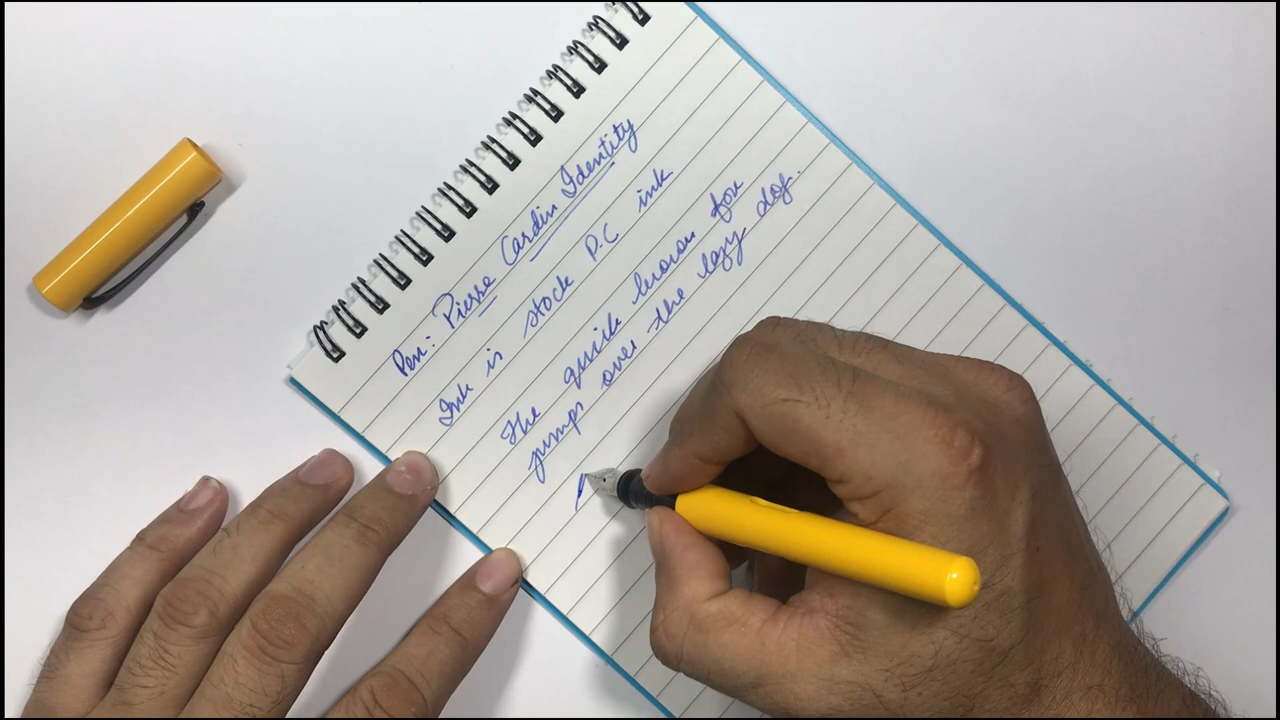 Pen: Pierre Cardin Identity
Ink is stock P.C ink
The quick brown fox
jumps over the lazy dog.